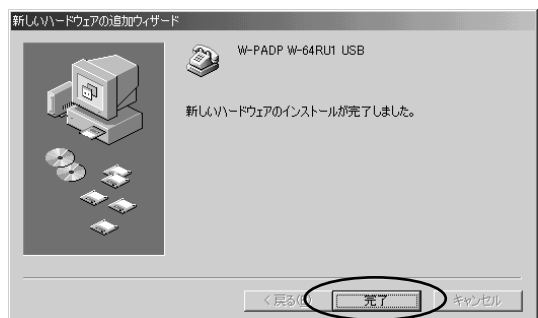 新しいハードウェアの追加ウィザード
W-PADP W-64RU1 USB
新しいハードウェアのインストールが完了しました。
< 戻る(B) 完了 キャンセル